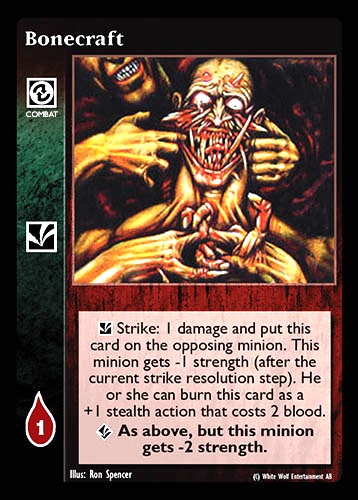 Bonecraft
COMBAT
Strike: 1 damage and put this
card on the opposing minion. This
minion gets -1 strength (after the
current strike resolution step). He
or she can burn this card as a
+1 stealth action that costs 2 blood.
As above, but this minion
gets -2 strength.
1
Illus: Ron Spencer
(C) White Wolf Entertainment AB